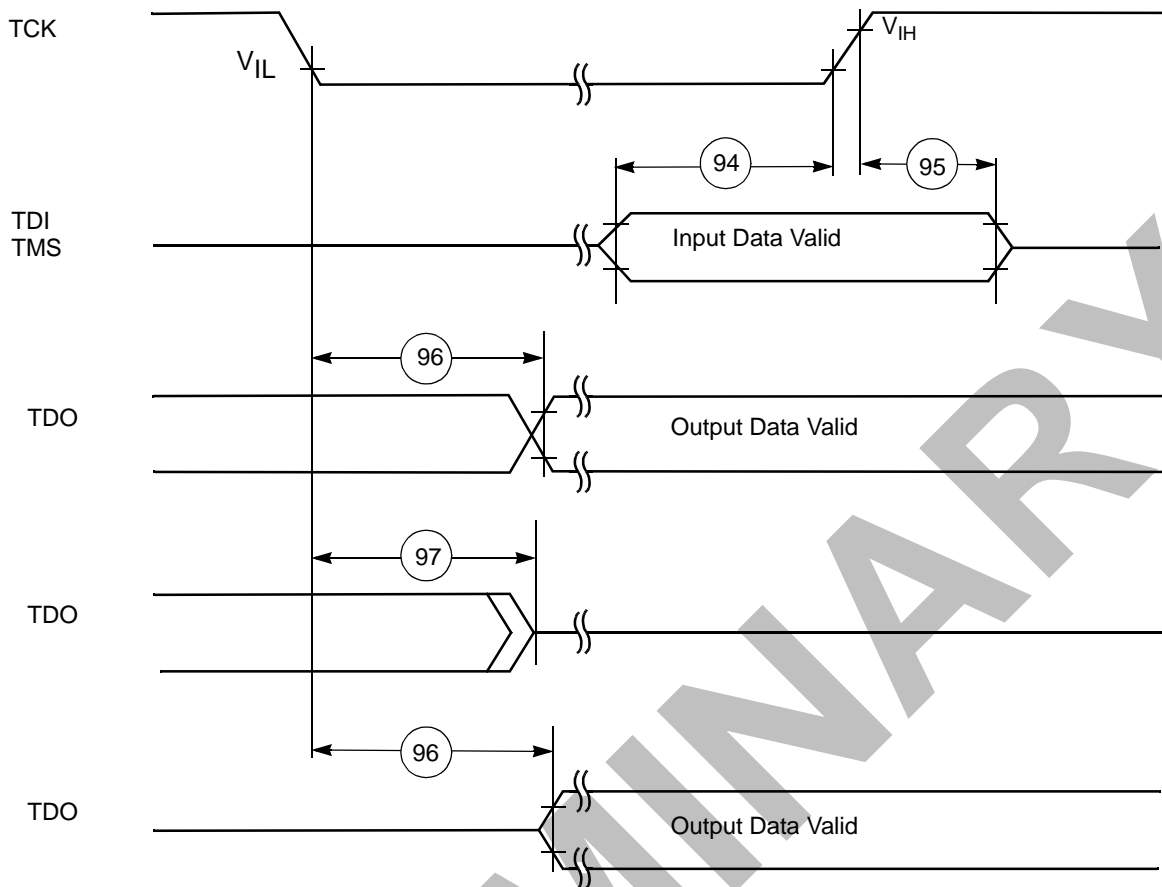 TCK
V_IL
V_IH
94
95
TDI
TMS
Input Data Valid
96
TDO
Output Data Valid
97
TDO
96
TDO
Output Data Valid
MINARY